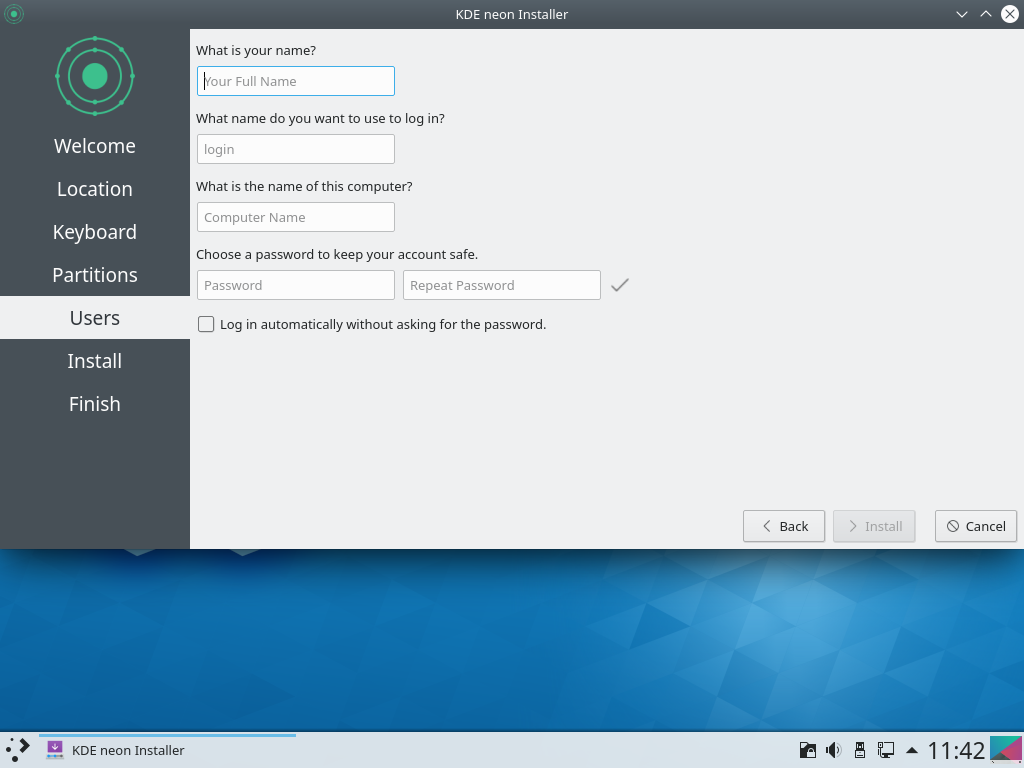 KDE neon Installer
Welcome
Location
Keyboard
Partitions
Users
Install
Finish
What is your name?
Your Full Name
What name do you want to use to log in?
login
What is the name of this computer?
Computer Name
Choose a password to keep your account safe.
Password Repeat Password
Log in automatically without asking for the password.
Back Install Cancel
KDE neon Installer 11:42